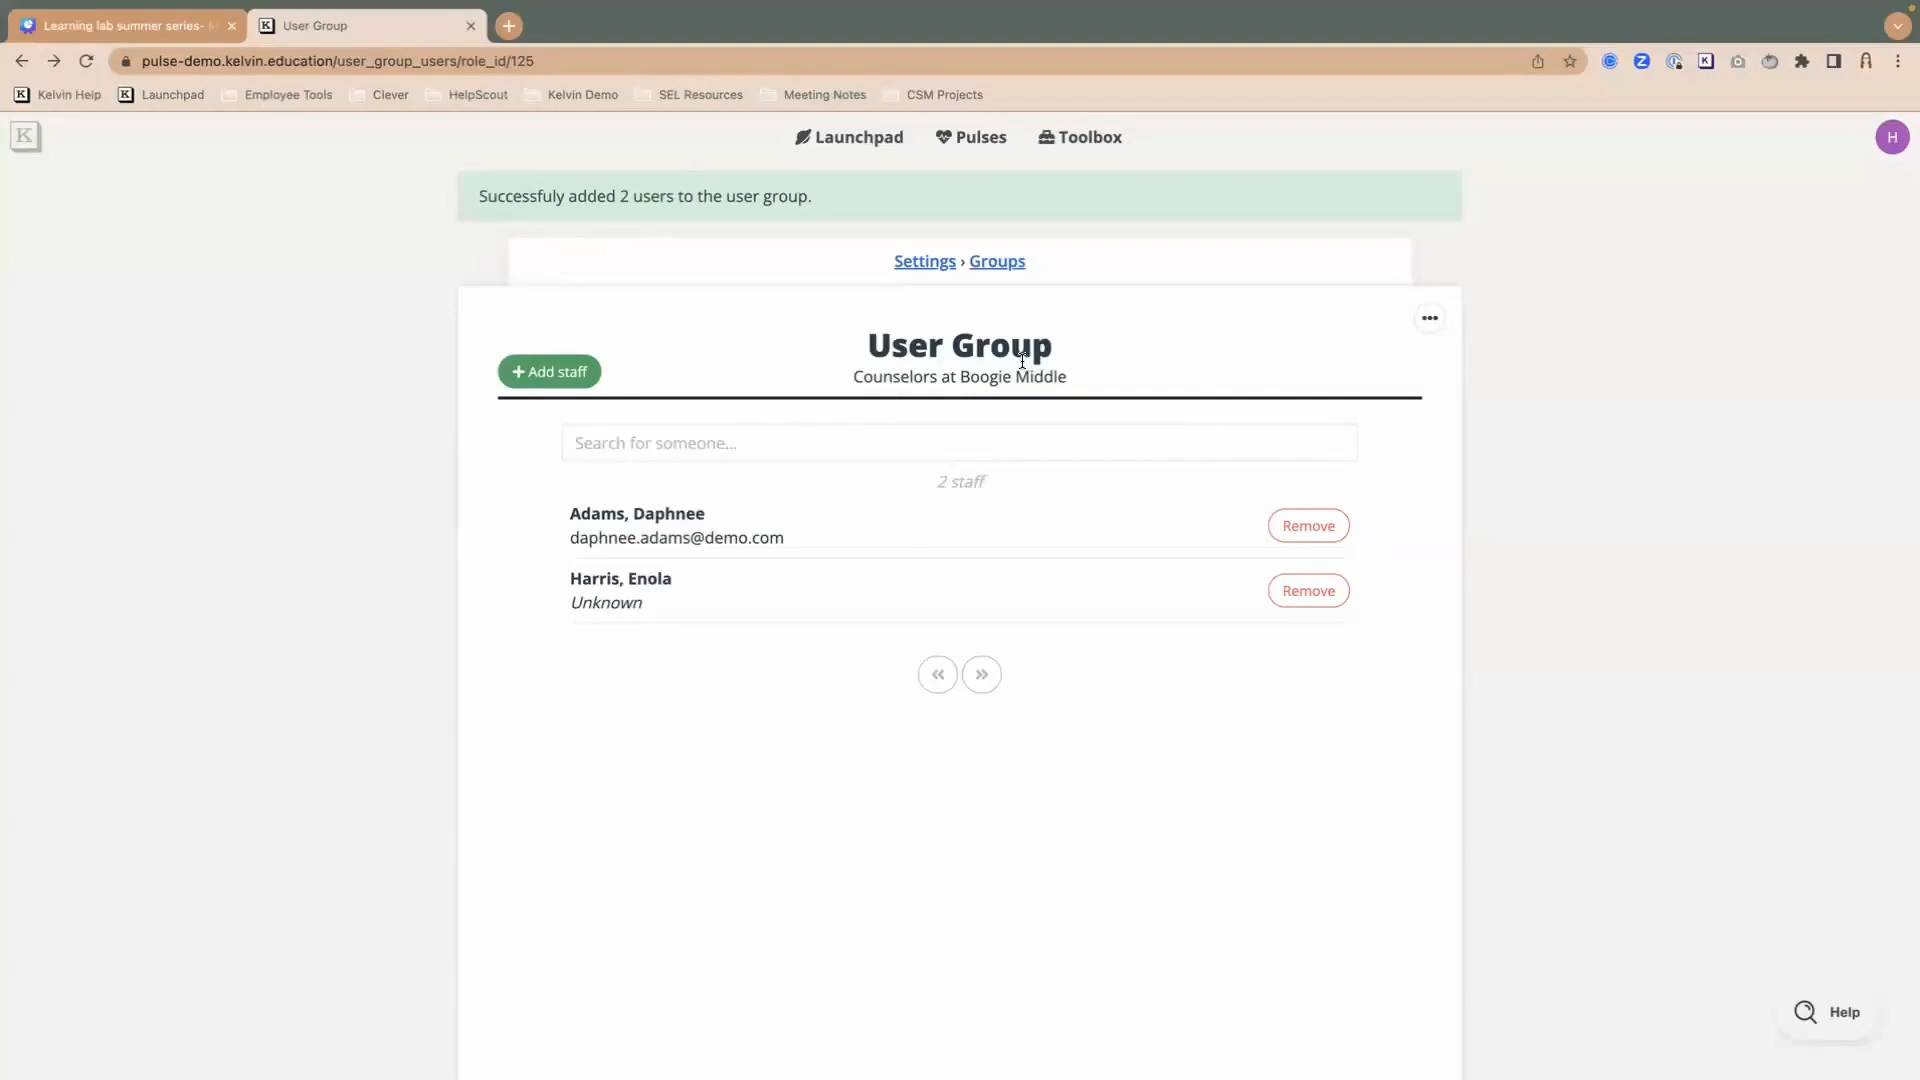 Learning lab summer series-
User Group
pulse-demo.kelvin.education/user_group_users/role_id/125
Kelvin Help
Launchpad
Employee Tools
Clever
HelpScout
Kelvin Demo
SEL Resources
Meeting Notes
CSM Projects
K
Launchpad
Pulses
Toolbox
H
Successfuly added 2 users to the user group.
Settings › Groups
User Group
+ Add staff
Counselors at Boogie Middle
Search for someone...
2 staff
Adams, Daphnee
daphnee.adams@demo.com
Remove
Harris, Enola
Unknown
Remove
Help